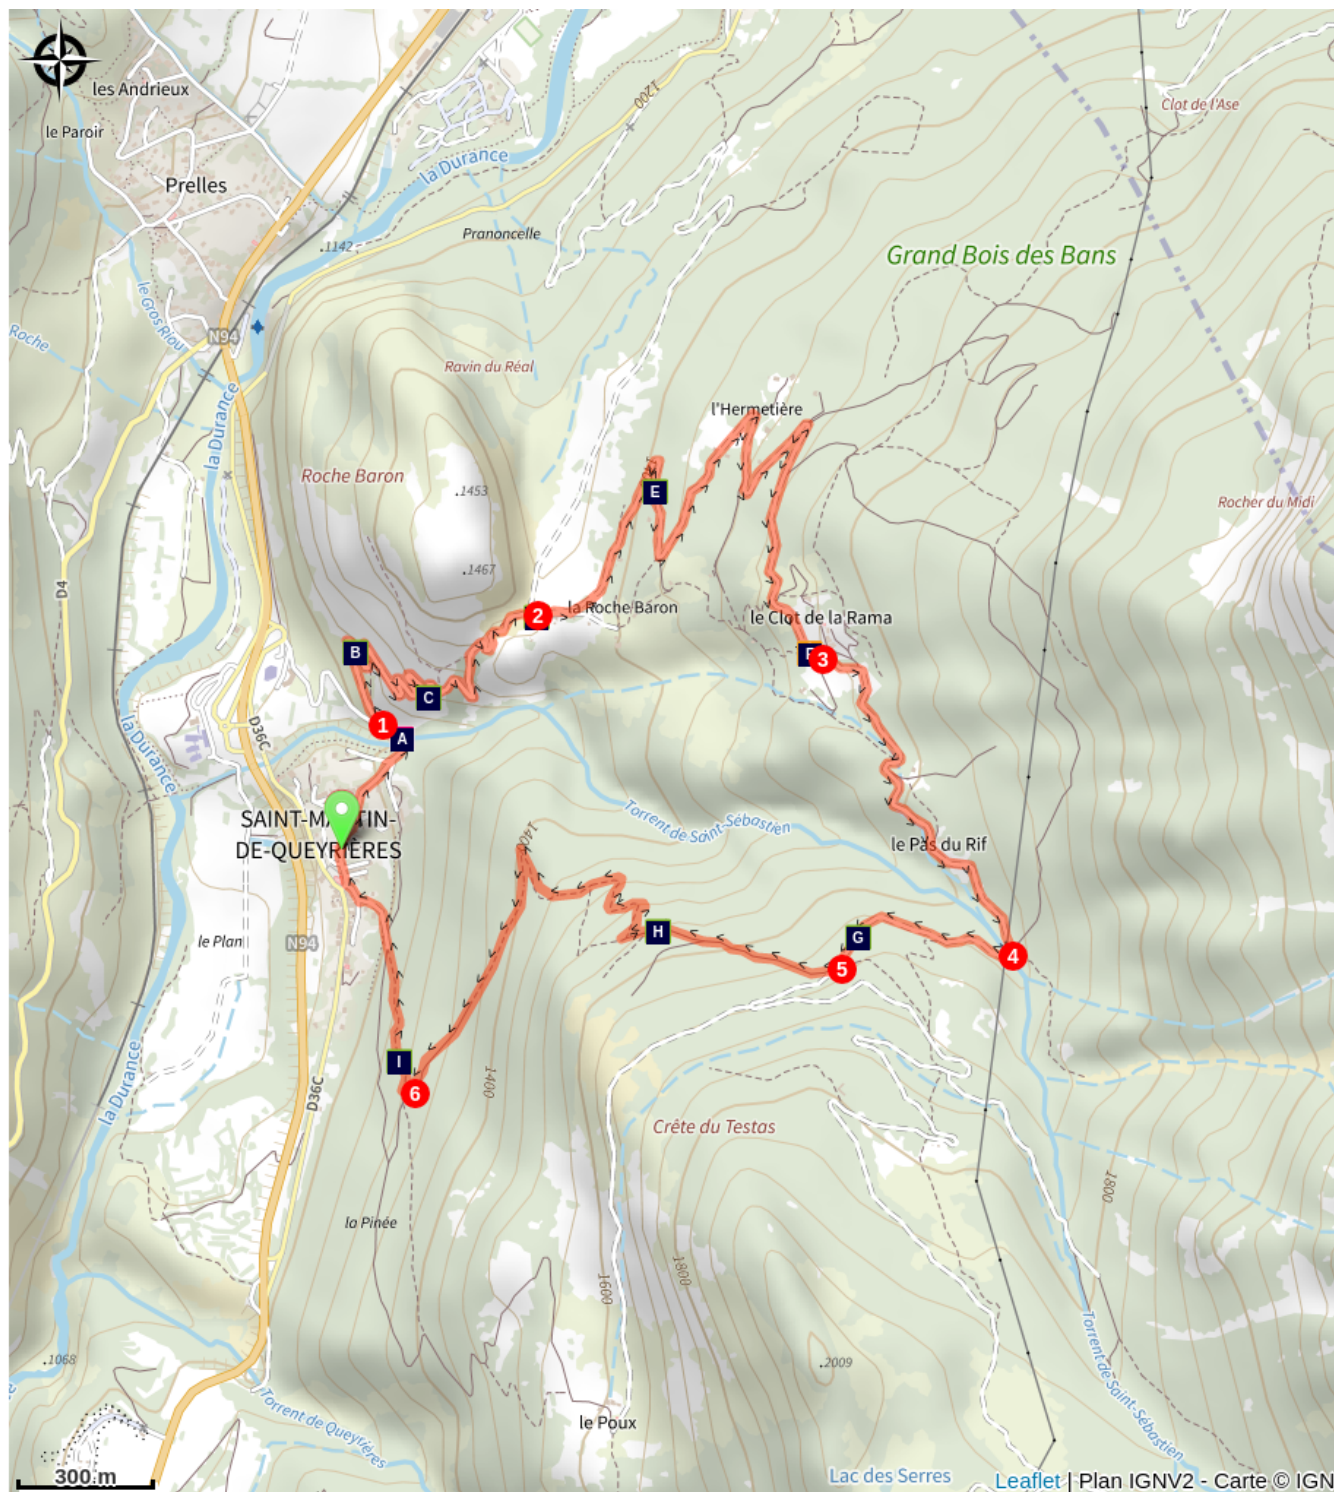 les Andrieux
le Paroir
Prelles
la Durance
1200
Clot de l'Ase
Pranoncelle
.1142
Grand Bois des Bans
le Gros Riou
Roche
N94
la Durance
Ravin du Réal
l'Hermetière
Roche Baron
.1453
E
Rocher du Midi
.1467
D4
2
la Roche Baron
le Clot de la Rama
B
3
C
1
A
la Durance
D36C
Torrent de Saint-Sébastien
SAINT-MARTIN-
DE-QUEYRIÈRES
le Pas du Rif
le Plan
N94
H
G
4
5
la Durance
I
6
1400
D36C
Crête du Testas
1800
la Pinée
1600
1800
.1068
.2009
Torrent de Saint-Sébastien
Torrent de Queyrières
le Poux
300 m
Lac des Serres
Leaflet | Plan IGNV2 - Carte © IGN